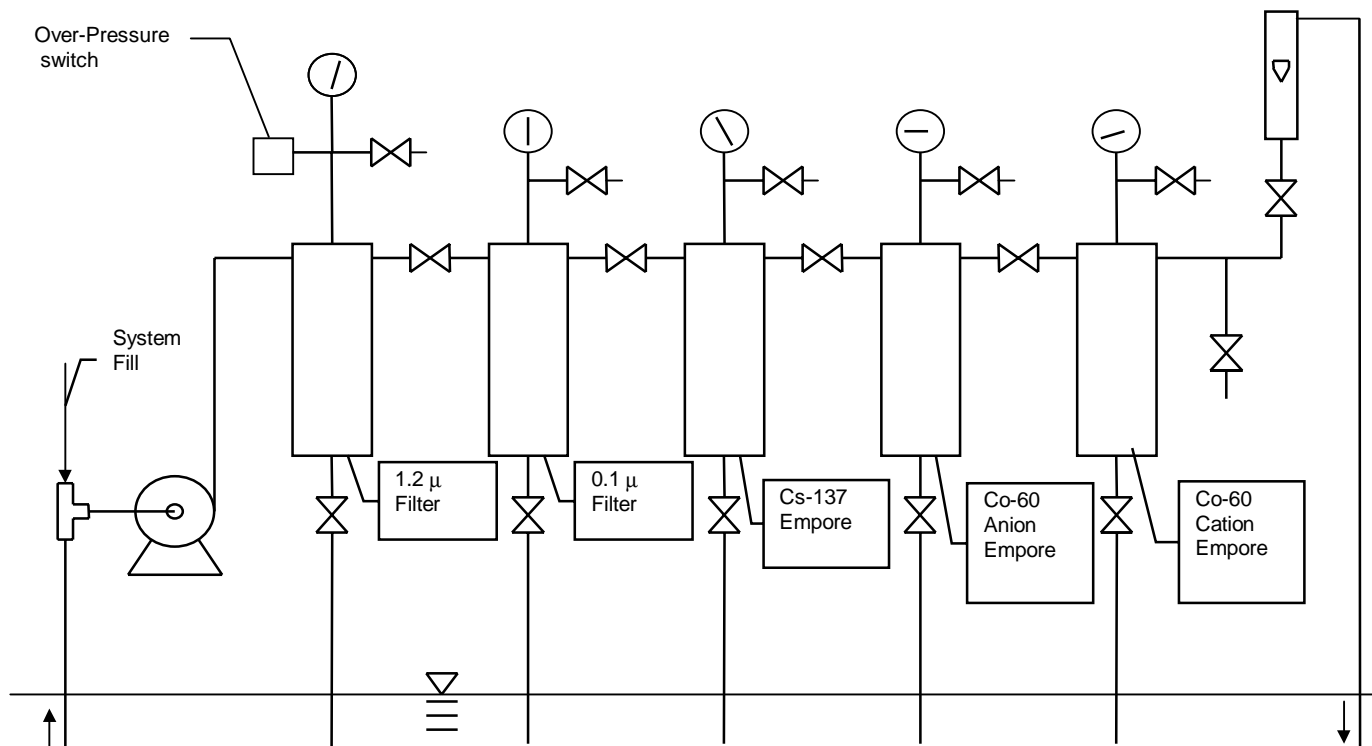 Over-Pressure
switch
System
Fill
1.2 μ
Filter
0.1 μ
Filter
Cs-137
Empore
Co-60
Anion
Empore
Co-60
Cation
Empore